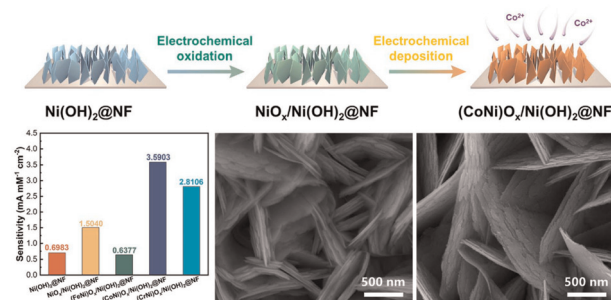 Co²⁺
Co²⁺
Electrochemical
oxidation
Electrochemical
deposition
Ni(OH)₂@NF
NiOₓ/Ni(OH)₂@NF
(CoNi)Oₓ/Ni(OH)₂@NF
Sensitivity (mA mM⁻¹ cm⁻²)
4.5
4.0
3.5
3.0
2.5
2.0
1.5
1.0
0.5
0.0
0.6983
1.5040
0.6377
3.5903
2.8106
Ni(OH)₂@NF
NiOₓ/Ni(OH)₂@NF
(FeNi)Oₓ/Ni(OH)₂@NF
(CoNi)Oₓ/Ni(OH)₂@NF
(CrNi)Oₓ/Ni(OH)₂@NF
500 nm
500 nm